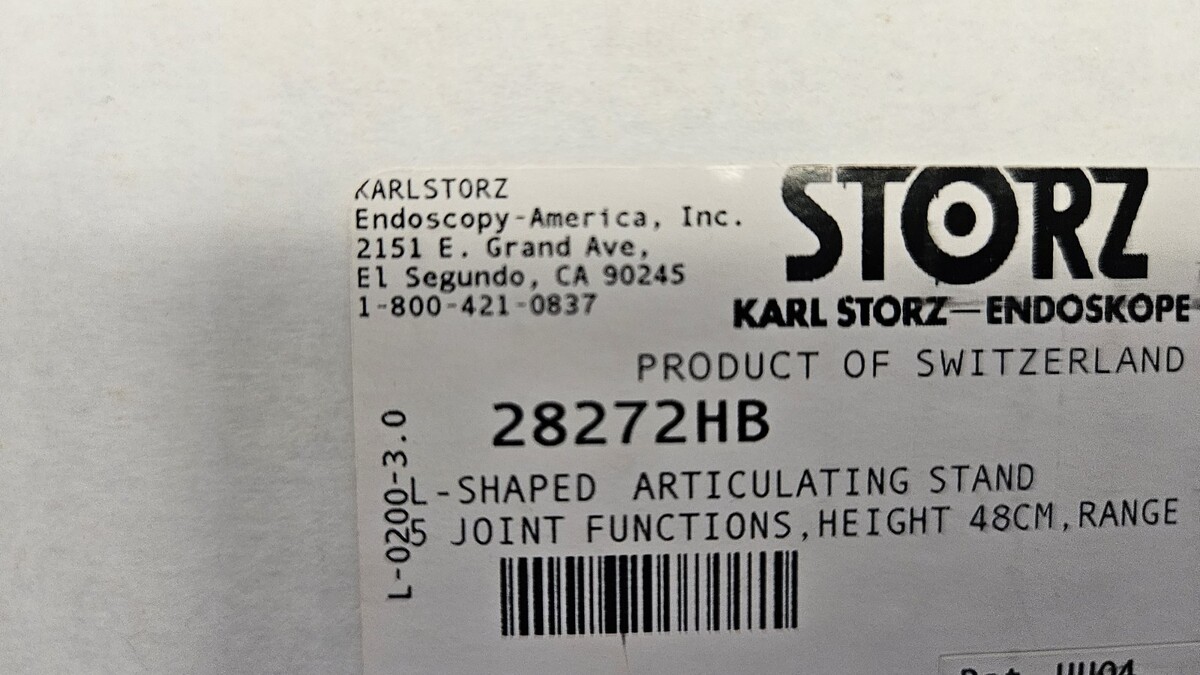 KARLSTORZ
Endoscopy-America, Inc.
2151 E. Grand Ave,
El Segundo, CA 90245
1-800-421-0837
STORZ
KARL STORZ—ENDOSKOPE
PRODUCT OF SWITZERLAND
28272HB
L-SHAPED ARTICULATING STAND
5 JOINT FUNCTIONS,HEIGHT 48CM,RANGE
L-0200-3.0